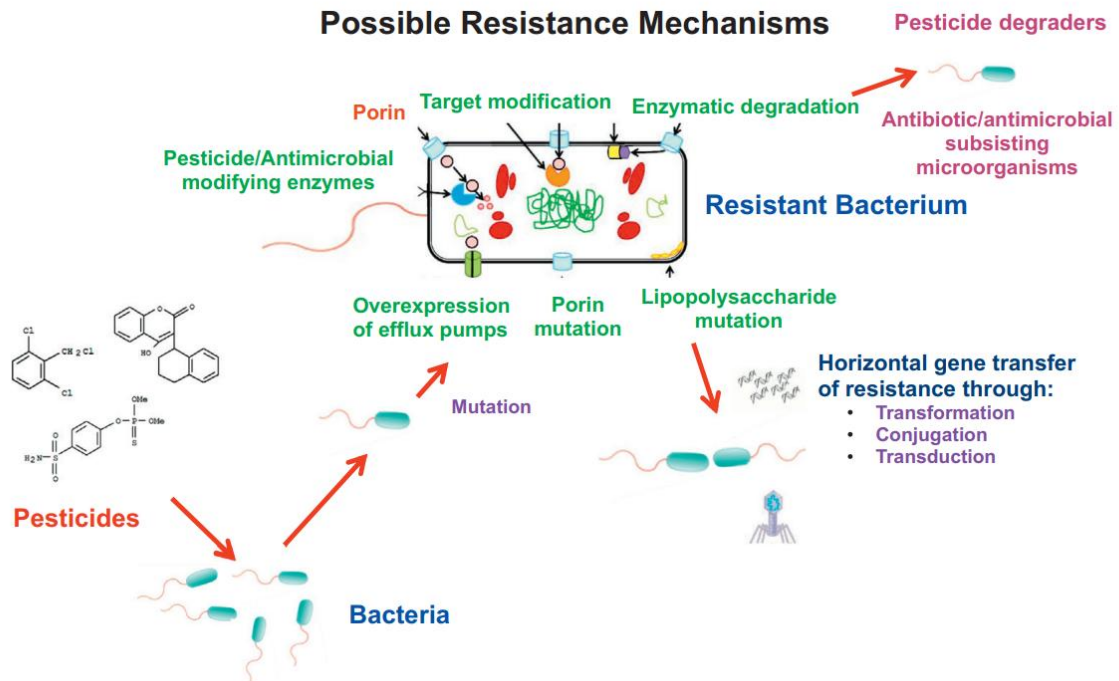 Possible Resistance Mechanisms
Pesticide degraders
Porin
Target modification
Enzymatic degradation
Antibiotic/antimicrobial
subsisting
microorganisms
Pesticide/Antimicrobial
modifying enzymes
Resistant Bacterium
Overexpression
of efflux pumps
Porin
mutation
Lipopolysaccharide
mutation
Cl
CH2Cl
Cl
O
O
HO
OMe
O
P
OMe
S
O
H2N
S
O
Mutation
Horizontal gene transfer
of resistance through:
• Transformation
• Conjugation
• Transduction
Pesticides
Bacteria